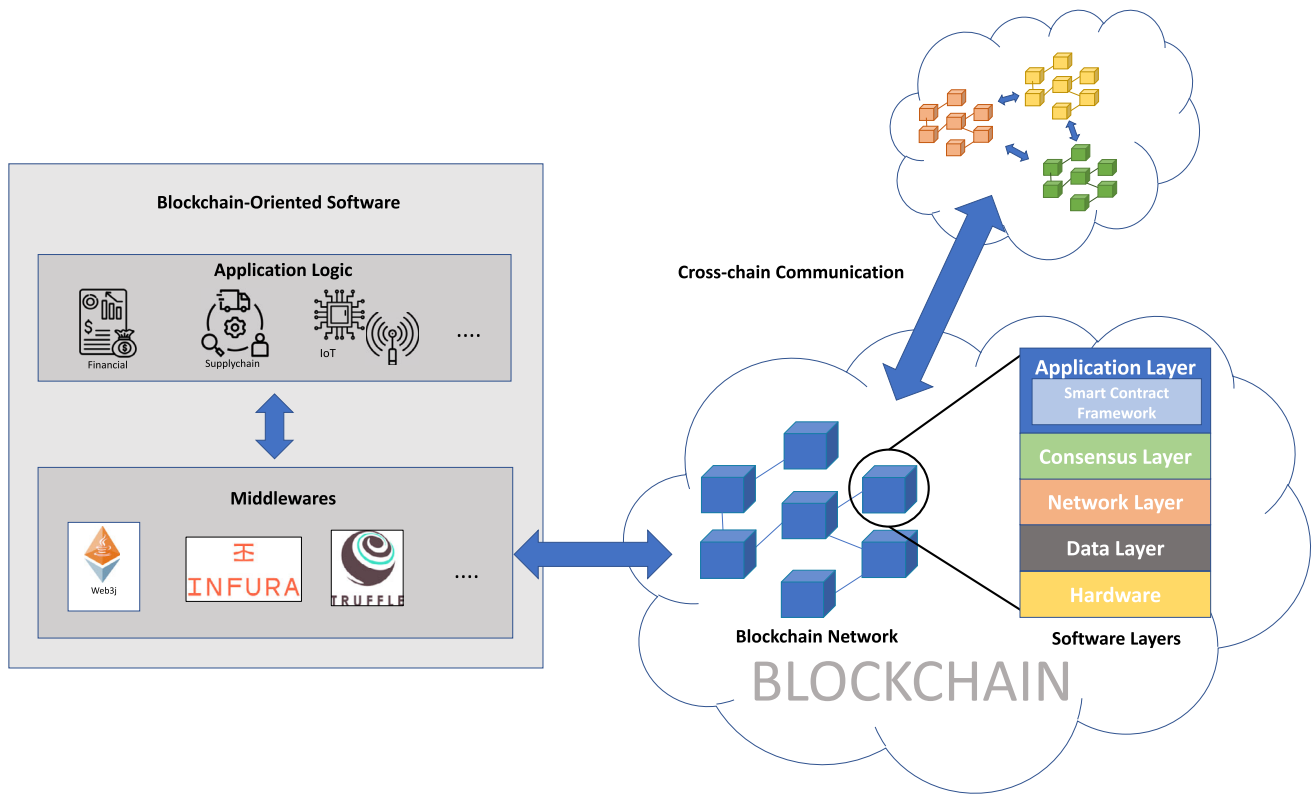 Blockchain-Oriented Software
Application Logic
Financial
Supplychain
IoT
....
Middlewares
Web3j
INFURA
TRUFFLE
....
Cross-chain Communication
Application Layer
Smart Contract
Framework
Consensus Layer
Network Layer
Data Layer
Hardware
Software Layers
Blockchain Network
BLOCKCHAIN